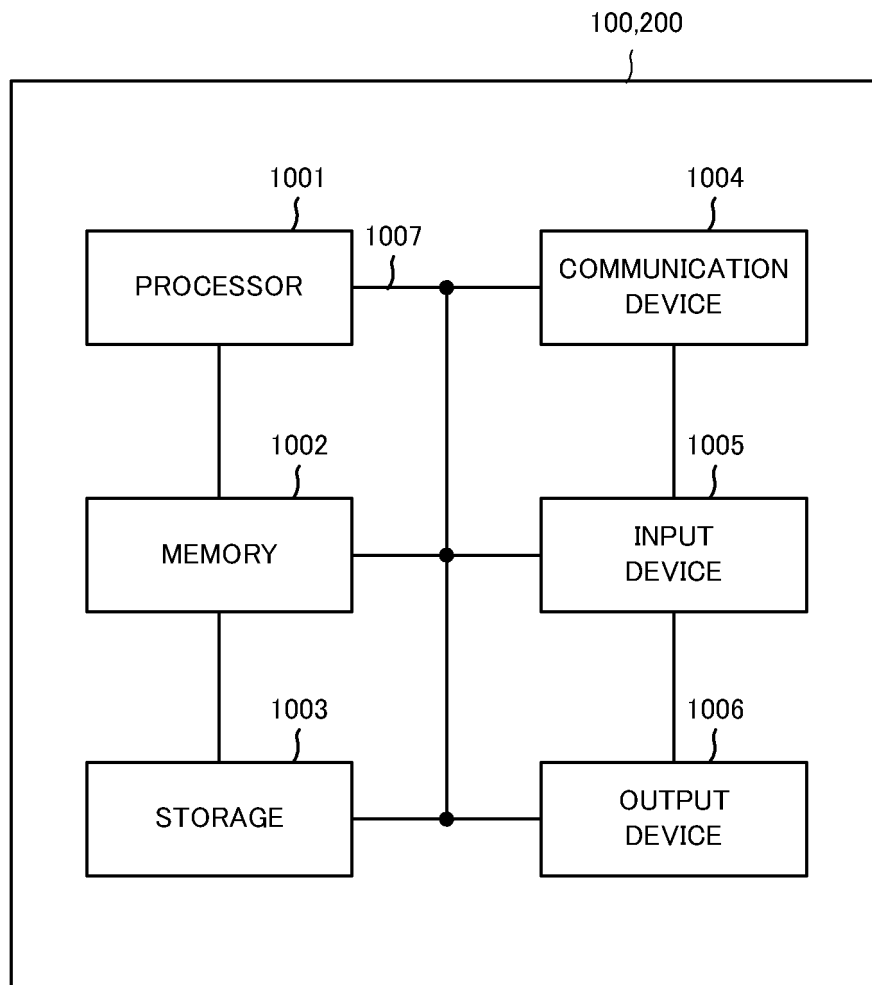 100,200
1001
1004
1007
PROCESSOR
COMMUNICATION
DEVICE
1002
1005
MEMORY
INPUT
DEVICE
1003
1006
STORAGE
OUTPUT
DEVICE